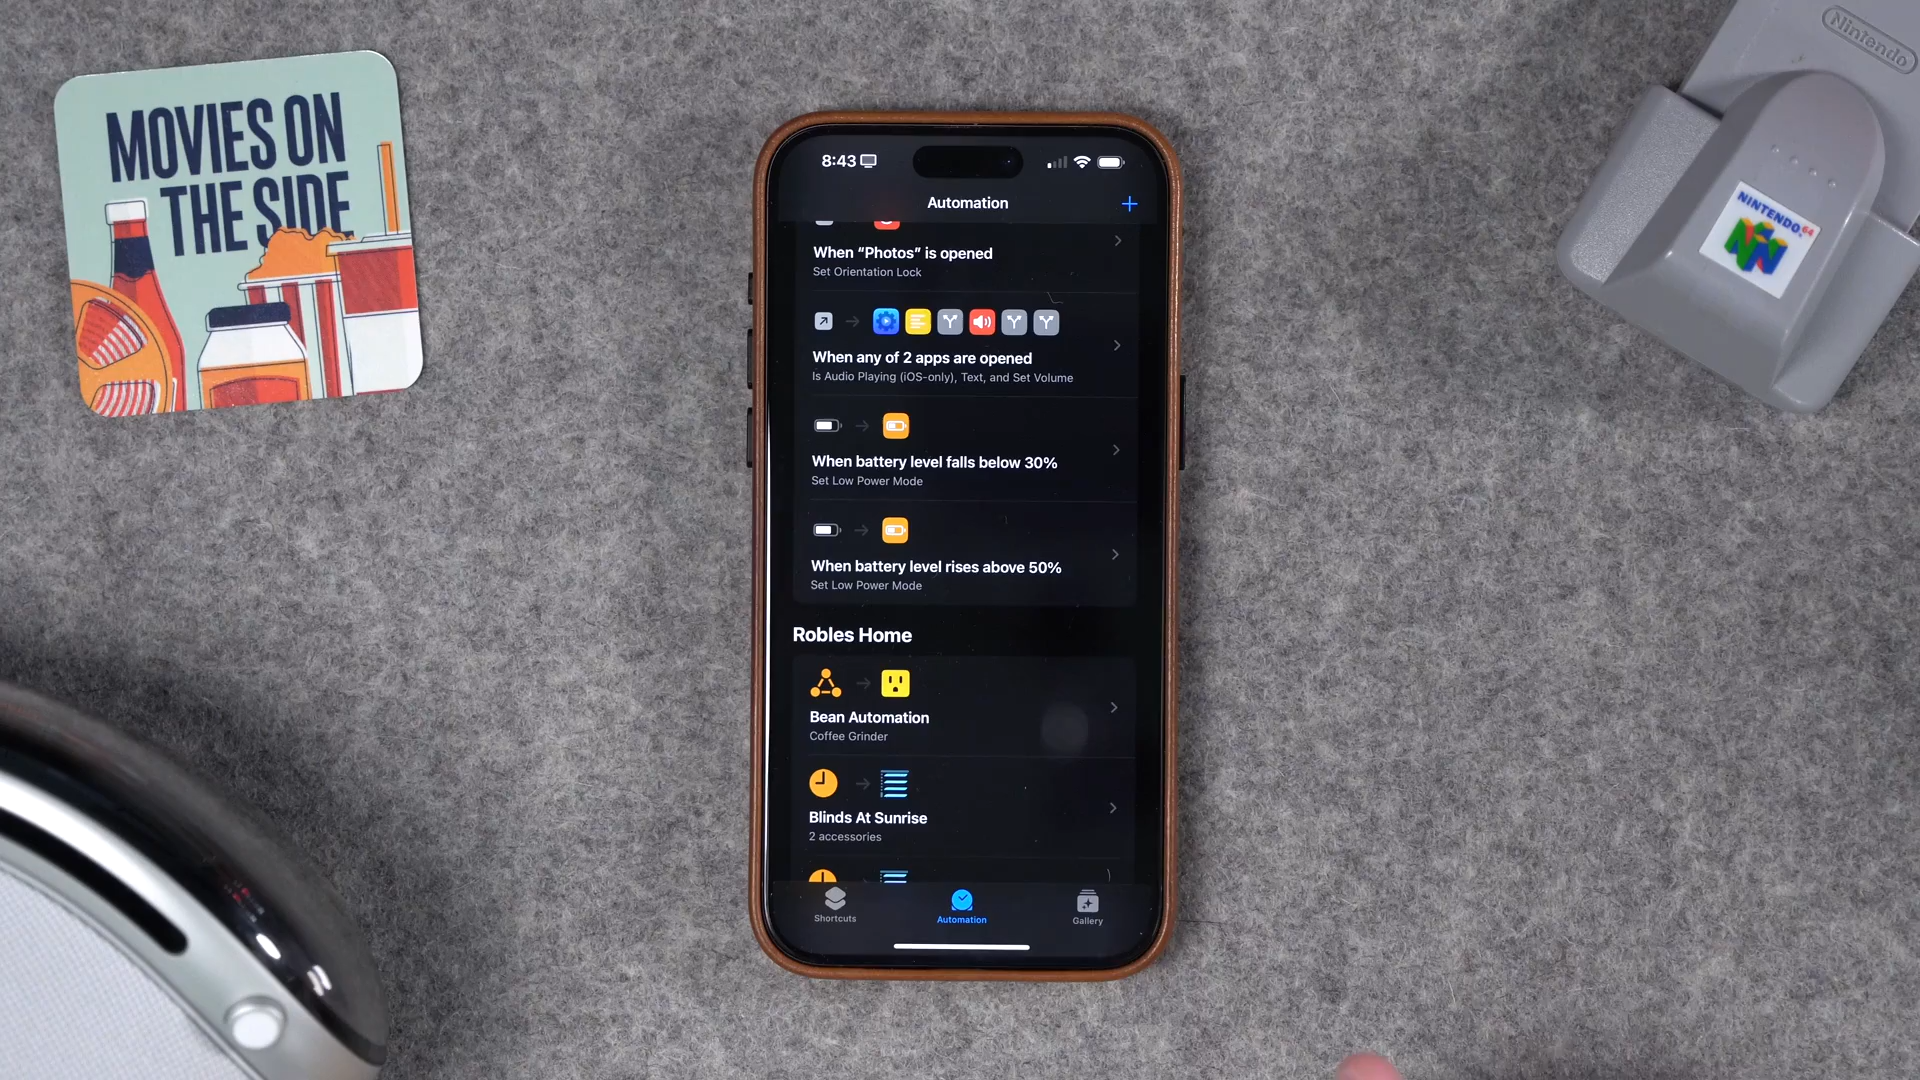 MOVIES ON
THE SIDE
Nintendo
NINTENDO 64
8:43
Automation
When “Photos” is opened
Set Orientation Lock
When any of 2 apps are opened
Is Audio Playing (iOS-only), Text, and Set Volume
When battery level falls below 30%
Set Low Power Mode
When battery level rises above 50%
Set Low Power Mode
Robles Home
Bean Automation
Coffee Grinder
Blinds At Sunrise
2 accessories
Shortcuts
Automation
Gallery